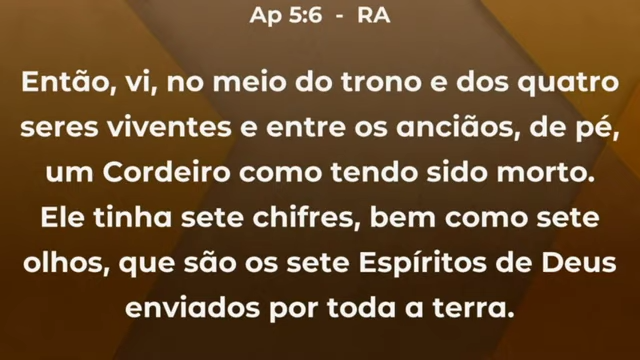 Ap 5:6 - RA
Então, vi, no meio do trono e dos quatro
seres viventes e entre os anciãos, de pé,
um Cordeiro como tendo sido morto.
Ele tinha sete chifres, bem como sete
olhos, que são os sete Espíritos de Deus
enviados por toda a terra.